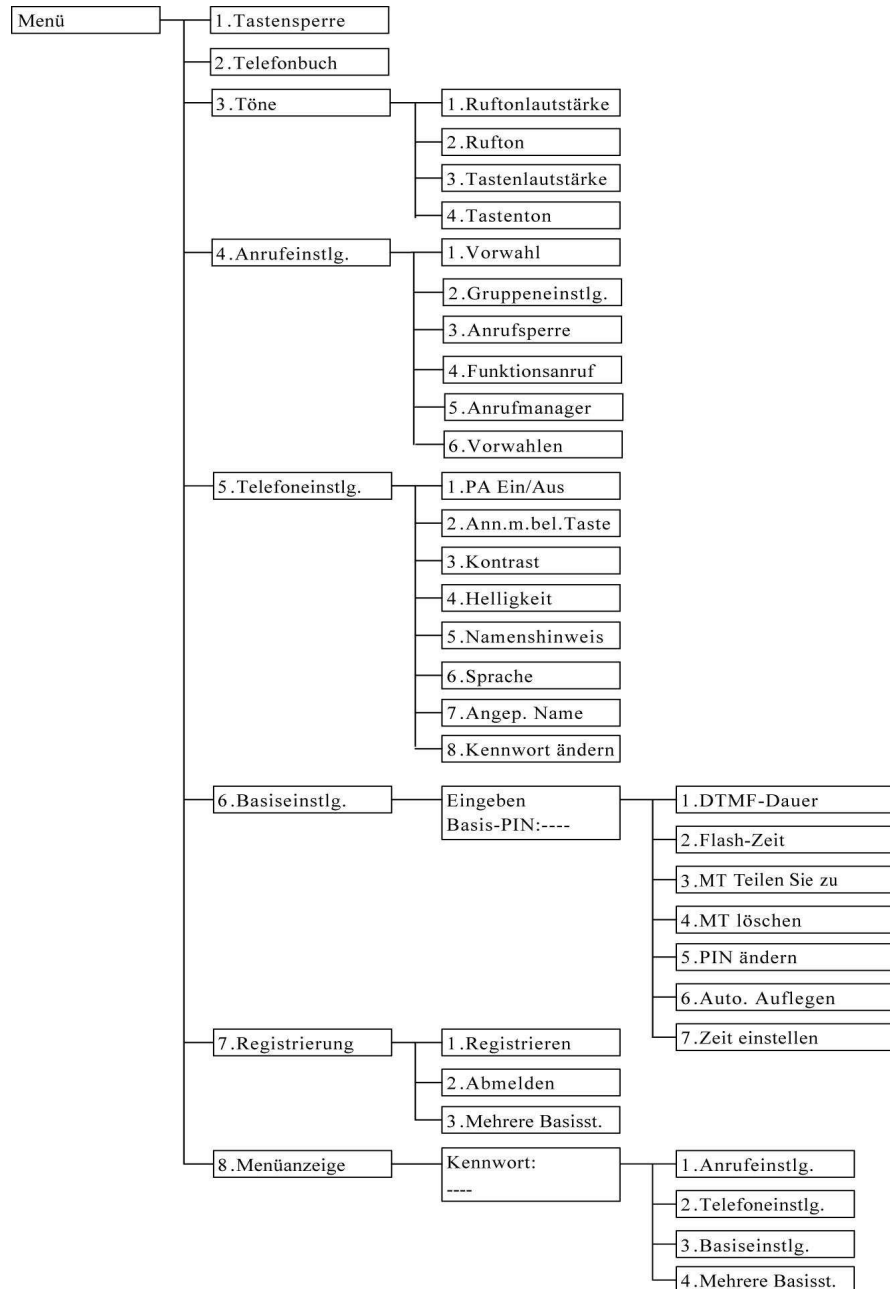 Menü
1.Tastensperre
2.Telefonbuch
3.Töne
1.Ruftonlautstärke
2.Rufton
3.Tastenlautstärke
4.Tastenton
4.Anrufeinstlg.
1.Vorwahl
2.Gruppeneinstlg.
3.Anrufsperre
4.Funktionsanruf
5.Anrufmanager
6.Vorwahlen
5.Telefoneinstlg.
1.PA Ein/Aus
2.Ann.m.bel.Taste
3.Kontrast
4.Helligkeit
5.Namenshinweis
6.Sprache
7.Angep. Name
8.Kennwort ändern
6.Basiseinstlg.
Eingeben
Basis-PIN:----
1.DTMF-Dauer
2.Flash-Zeit
3.MT Teilen Sie zu
4.MT löschen
5.PIN ändern
6.Auto. Auflegen
7.Zeit einstellen
7.Registrierung
1.Registrieren
2.Abmelden
3.Mehrere Basisst.
8.Menüanzeige
Kennwort:
----
1.Anrufeinstlg.
2.Telefoneinstlg.
3.Basiseinstlg.
4.Mehrere Basisst.